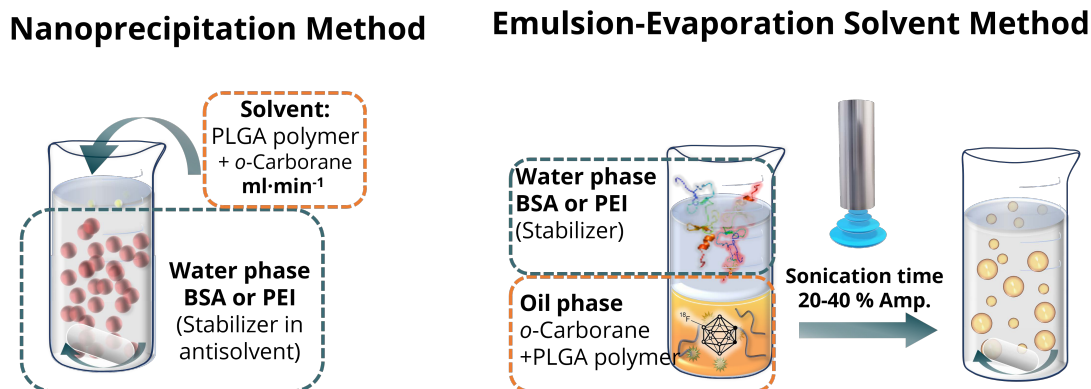 Nanoprecipitation Method
Solvent:
PLGA polymer
+ o-Carborane
ml·min⁻¹
Water phase
BSA or PEI
(Stabilizer in
antisolvent)
Emulsion-Evaporation Solvent Method
Water phase
BSA or PEI
(Stabilizer)
Oil phase
o-Carborane
+PLGA polymer
¹⁸F
Sonication time
20-40 % Amp.